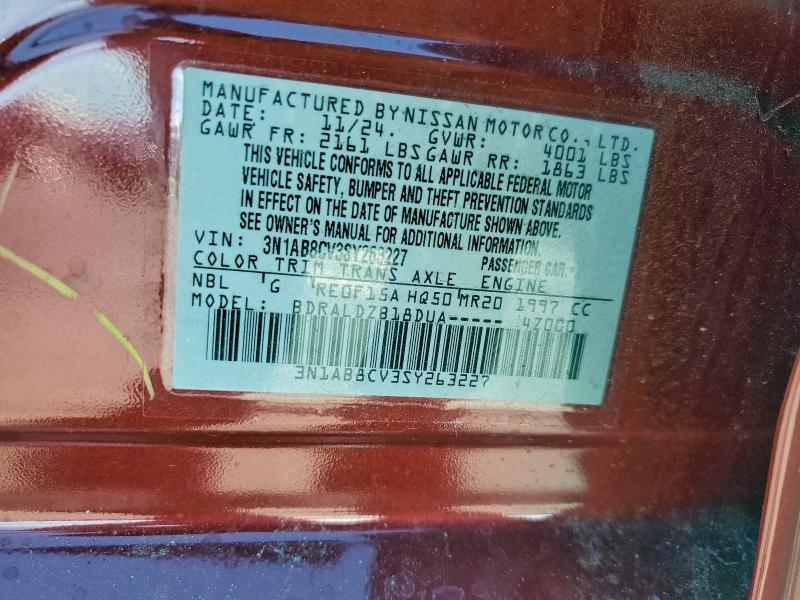 MANUFACTURED BY NISSAN MOTOR CO., LTD.
DATE: 11/24. GVWR: 4001 LBS
GAWR FR: 2161 LBS GAWR RR: 1863 LBS
THIS VEHICLE CONFORMS TO ALL APPLICABLE FEDERAL MOTOR
VEHICLE SAFETY, BUMPER AND THEFT PREVENTION STANDARDS
IN EFFECT ON THE DATE OF MANUFACTURE SHOWN ABOVE.
SEE OWNER'S MANUAL FOR ADDITIONAL INFORMATION.
VIN: 3N1AB8CV3SY263227 PASSENGER CAR
COLOR TRIM TRANS AXLE ENGINE
NBL G RE0F15A HQ50 MR20 1997 CC
MODEL: BDRALDZB18DUA----- 4Z0C0
3N1AB8CV3SY263227